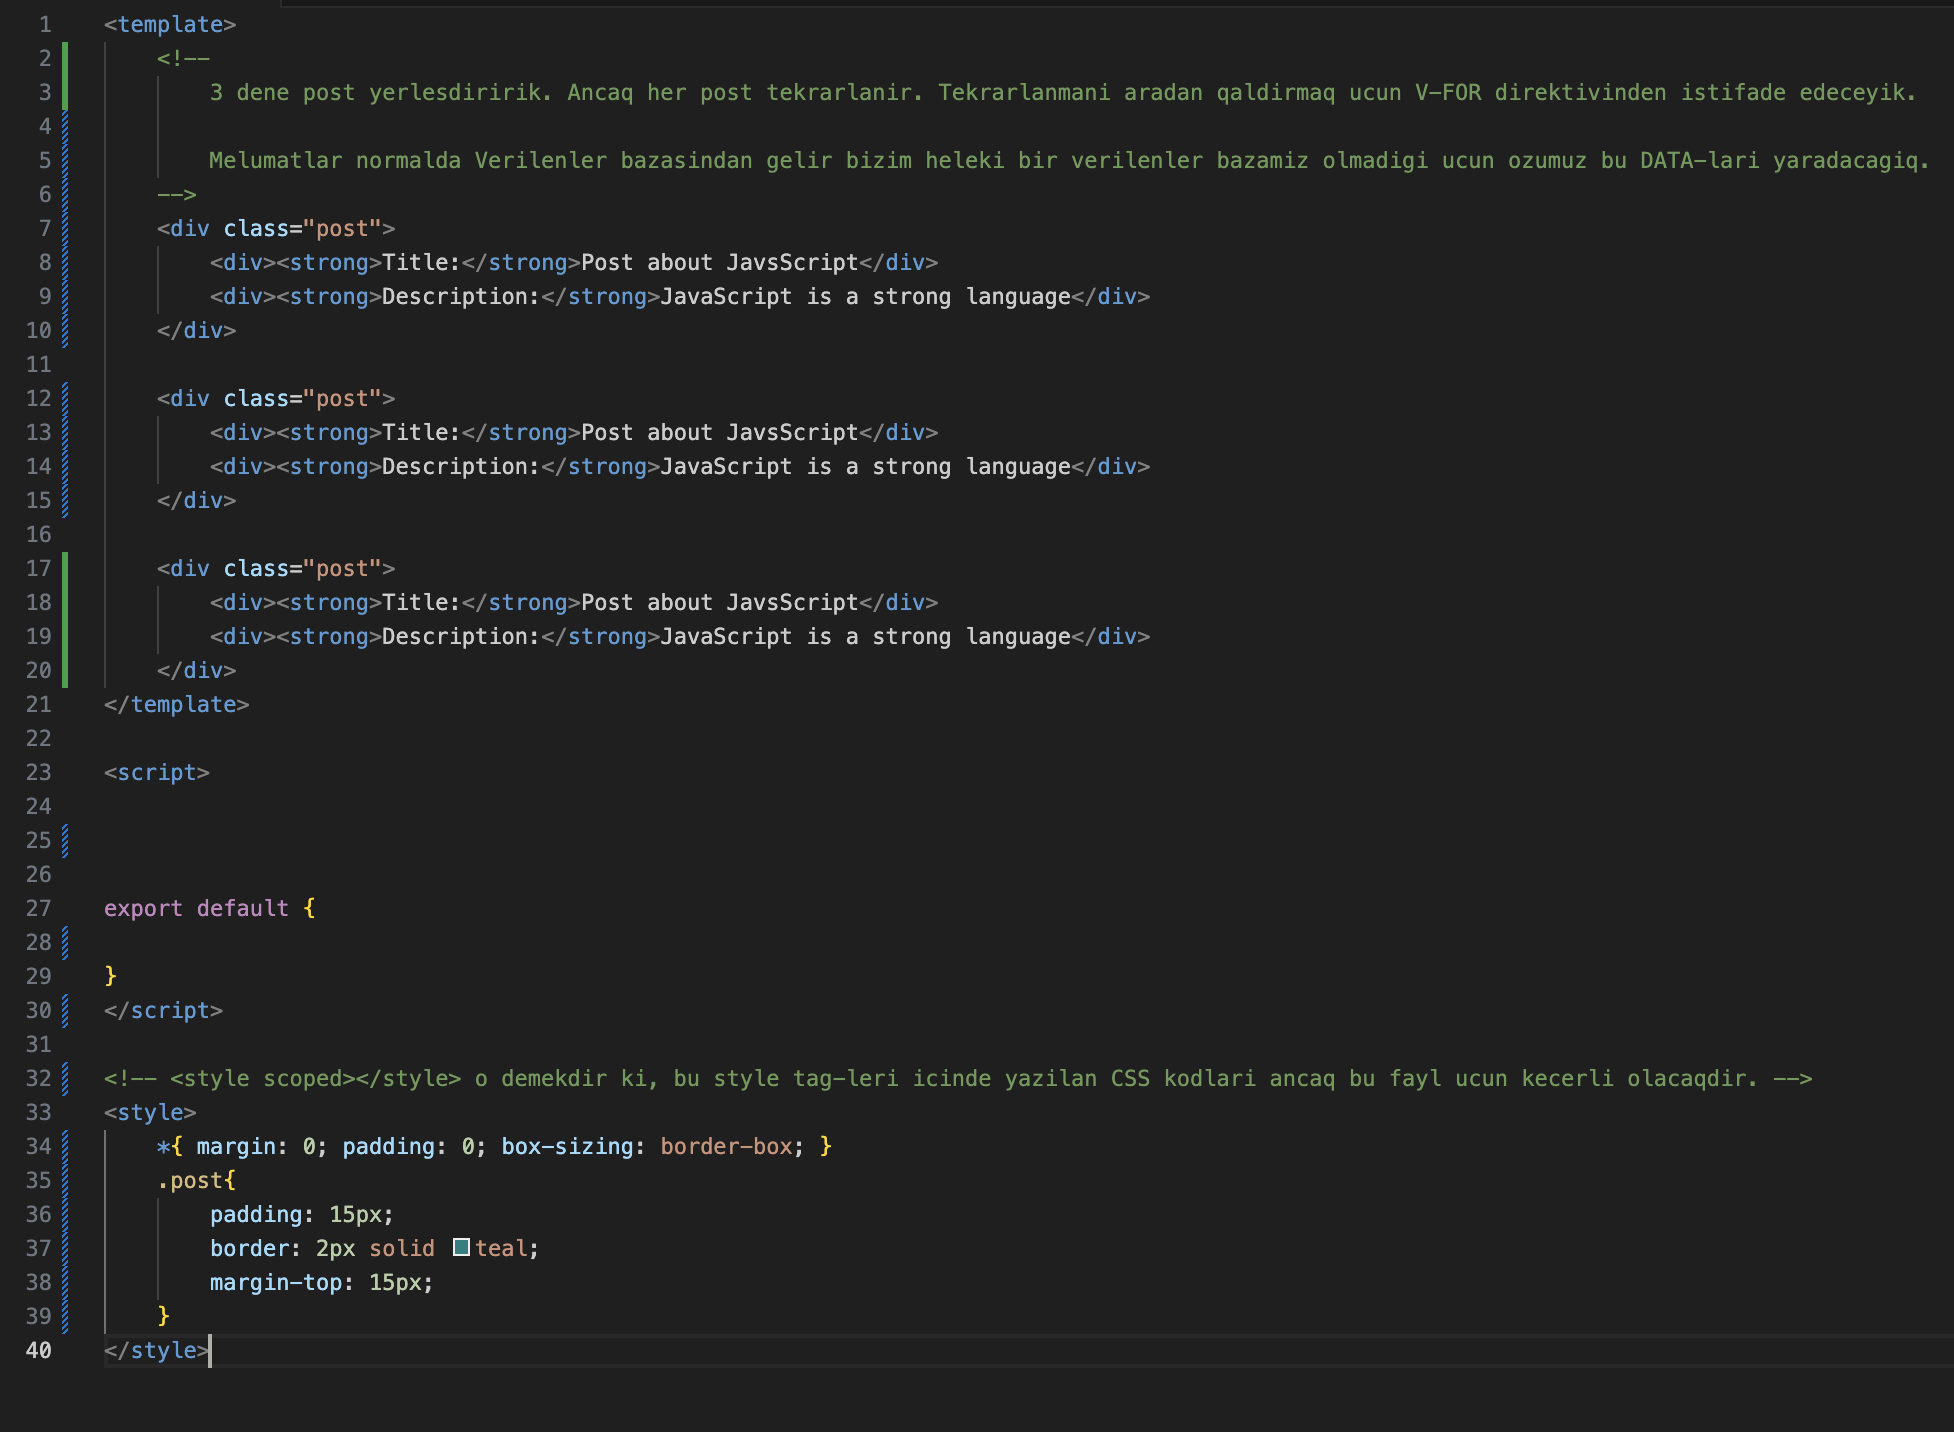 1 <template>
2 <!--
3 3 dene post yerlesdiririk. Ancaq her post tekrarlanir. Tekrarlanmani aradan qaldirmaq ucun V-FOR direktivinden istifade edeceyik.
4
5 Melumatlar normalda Verilenler bazasindan gelir bizim heleki bir verilenler bazamiz olmadigi ucun ozumuz bu DATA-lari yaradacagiq.
6 -->
7 <div class="post">
8 <div><strong>Title:</strong>Post about JavsScript</div>
9 <div><strong>Description:</strong>JavaScript is a strong language</div>
10 </div>
11
12 <div class="post">
13 <div><strong>Title:</strong>Post about JavsScript</div>
14 <div><strong>Description:</strong>JavaScript is a strong language</div>
15 </div>
16
17 <div class="post">
18 <div><strong>Title:</strong>Post about JavsScript</div>
19 <div><strong>Description:</strong>JavaScript is a strong language</div>
20 </div>
21 </template>
22
23 <script>
24
25
26
27 export default {
28
29 }
30 </script>
31
32 <!-- <style scoped></style> o demekdir ki, bu style tag-leri icinde yazilan CSS kodlari ancaq bu fayl ucun kecerli olacaqdir. -->
33 <style>
34 *{ margin: 0; padding: 0; box-sizing: border-box; }
35 .post{
36 padding: 15px;
37 border: 2px solid teal;
38 margin-top: 15px;
39 }
40 </style>